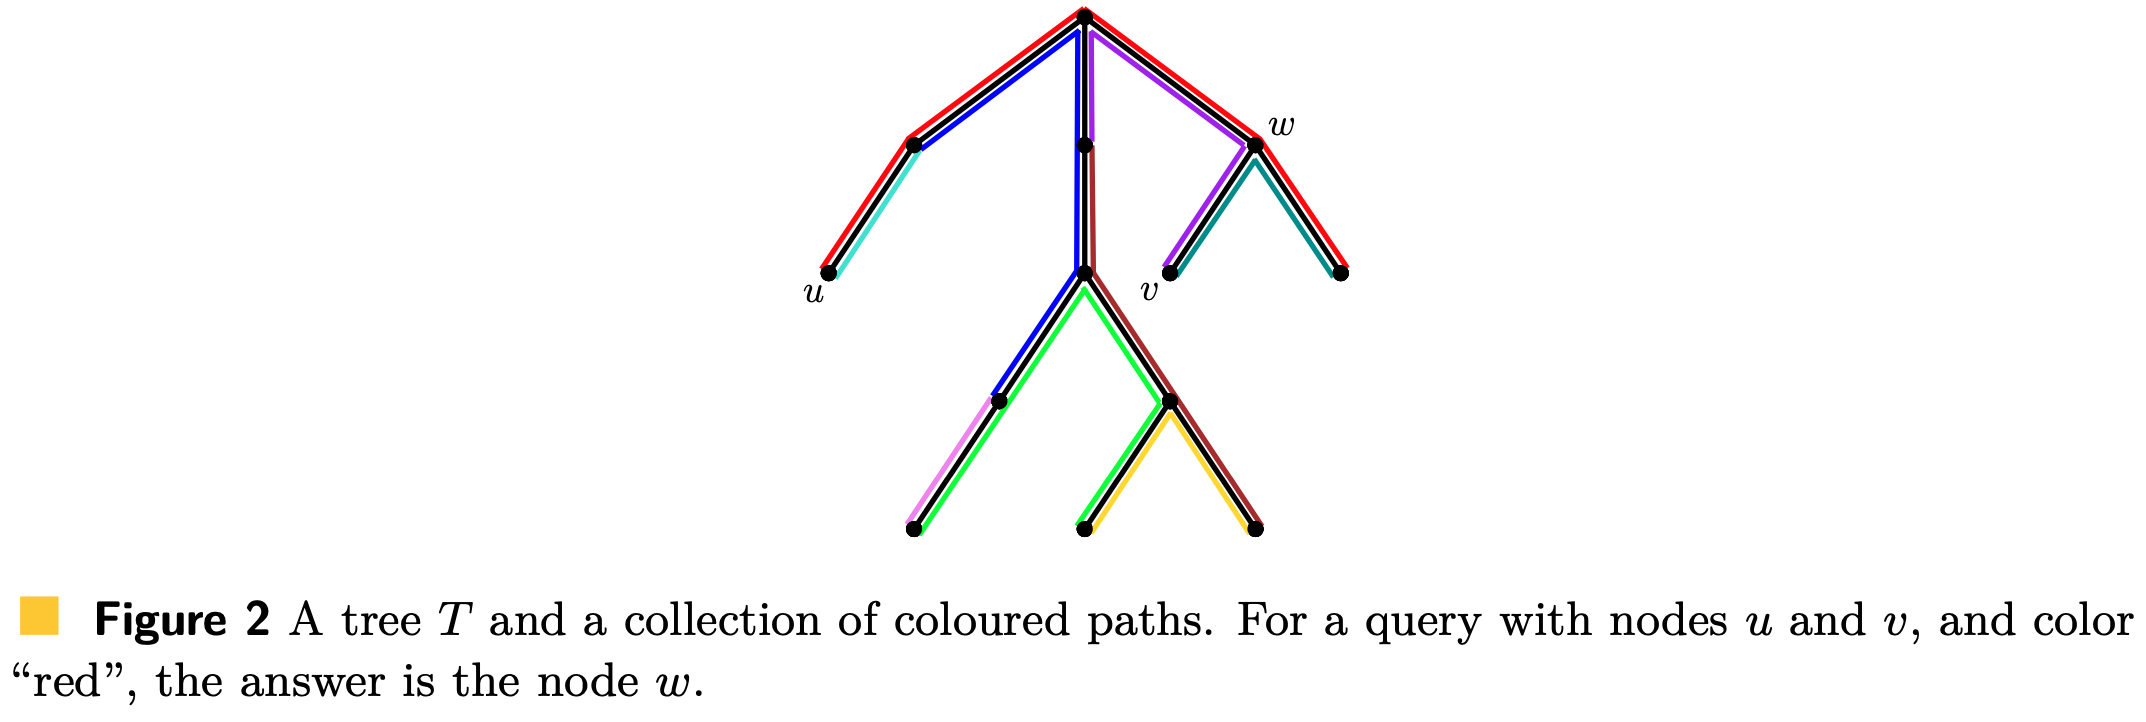 w
u
v
Figure 2 A tree T and a collection of coloured paths. For a query with nodes u and v, and color
“red”, the answer is the node w.